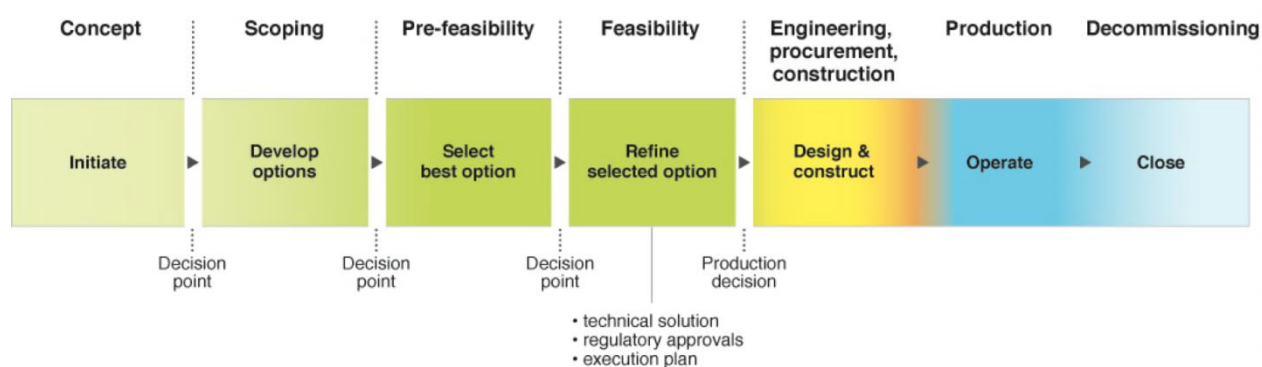 Concept
Scoping
Pre-feasibility
Feasibility
Engineering,
procurement,
construction
Production
Decommissioning
Initiate
Develop
options
Select
best option
Refine
selected option
Design &
construct
Operate
Close
Decision
point
Decision
point
Decision
point
Production
decision
• technical solution
• regulatory approvals
• execution plan